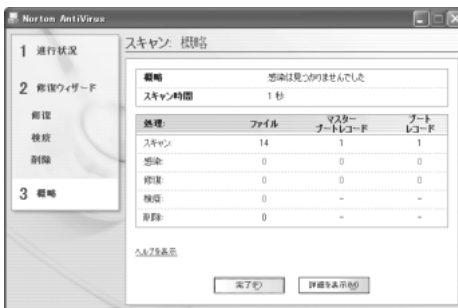 Norton AntiVirus
1 進行状況
2 修復ウィザード
修復
検疫
削除
3 概略
スキャン: 概略
概略 感染は見つかりませんでした
スキャン時間 1 秒
処理: ファイル マスター ブートレコード ブート レコード
スキャン: 14 1 1
感染: 0 0 0
修復: 0 0 0
検疫: 0 - -
削除: 0 - -
ヘルプを表示
完了(F) 詳細を表示(M)